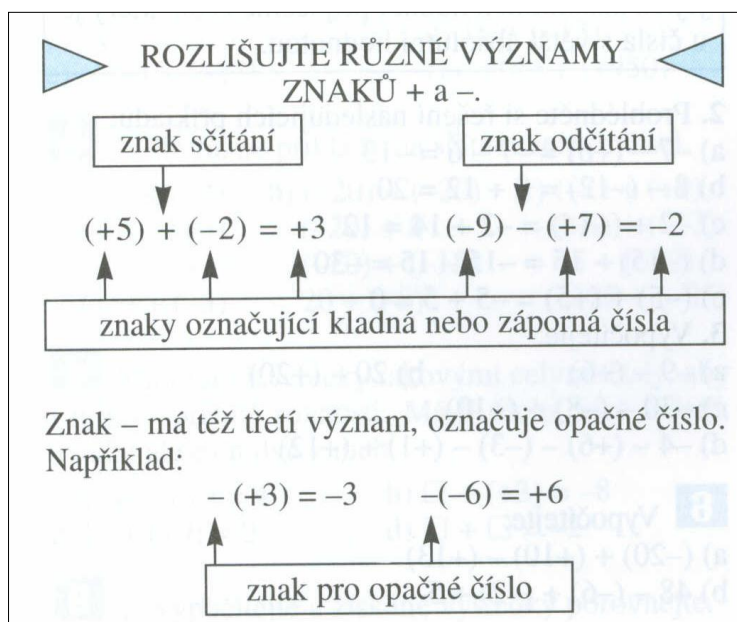 ROZLIŠUJTE RŮZNÉ VÝZNAMY
ZNAKŮ + a –.
znak sčítání
znak odčítání
(+5) + (–2) = +3
(+9) – (+7) = +2
znaky označující kladná nebo záporná čísla
Znak – má též třetí význam, označuje opačné číslo.
Například:
– (+3) = –3
–(–6) = +6
znak pro opačné číslo